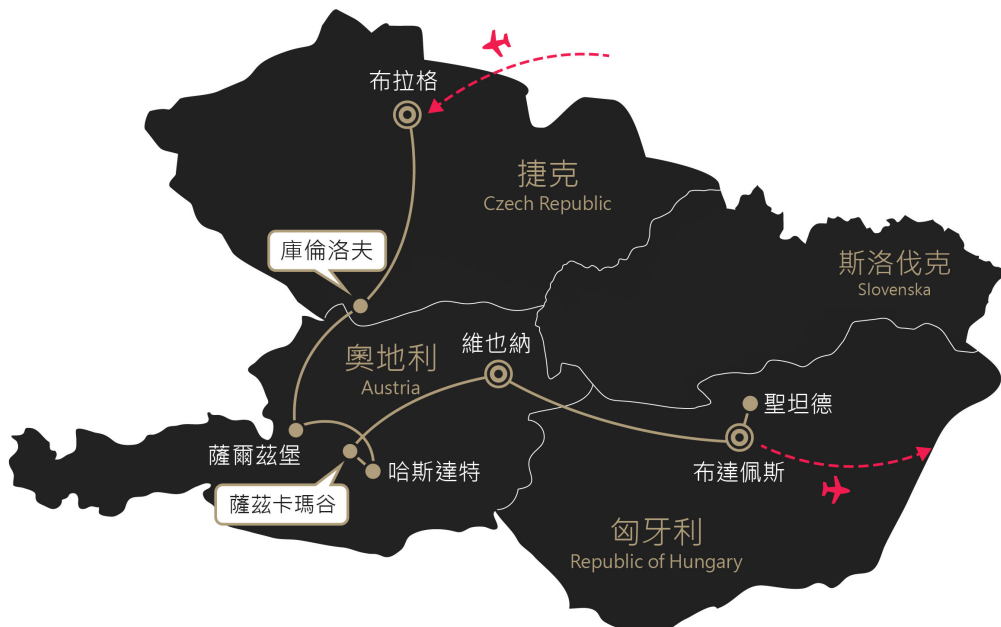 布拉格
捷克
Czech Republic
庫倫洛夫
斯洛伐克
Slovenska
維也納
奧地利
Austria
聖坦德
薩爾茲堡
哈斯達特
布達佩斯
薩茲卡瑪谷
匈牙利
Republic of Hungary